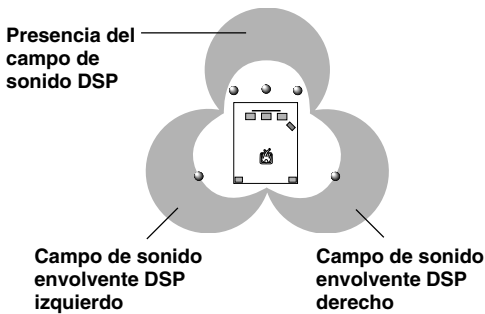 Presencia del
campo de
sonido DSP
Campo de sonido
envolvente DSP
izquierdo
Campo de sonido
envolvente DSP
derecho